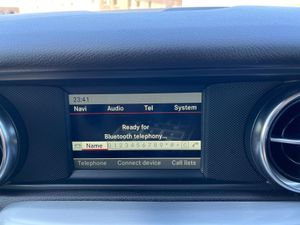 23:41
Navi Audio Tel System
Ready for
Bluetooth telephony...
Name 0 1 2 3 4 5 6 7 8 9 * # +
Telephone Connect device Call lists